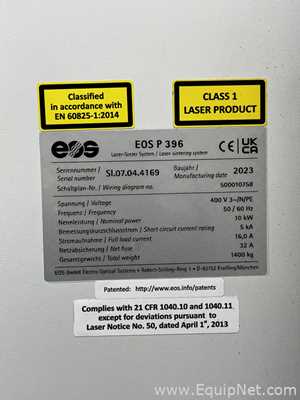 Classified
in accordance with
EN 60825-1:2014
CLASS 1
LASER PRODUCT
eos
EOS P 396
Laser-Sinter System / Laser-sintering system
CE UK CA
Seriennummer / Serial number SI.07.04.4169 Baujahr / Manufacturing date 2023
Schaltplan-Nr. / Wiring diagram no. 500010758
Spannung / Voltage 400 V 3~/N/PE
Frequenz / Frequency 50 / 60 Hz
Nennleistung / Nominal power 10 kW
Nennkurzschlussstrom / Short circuit current rating 5 kA
Stromaufnahme / Full load current 16,0 A
Netzsicherung / Main fuse 32 A
Gesamtgewicht / Total weight 1400 kg
EOS GmbH Electro Optical Systems • Robert-Stirling-Ring 1 • D-82152 Krailling/München
Patented: http://www.eos.info/patents
Complies with 21 CFR 1040.10 and 1040.11
except for deviations pursuant to
Laser Notice No. 50, dated April 1st, 2013
© www.EquipNet.com